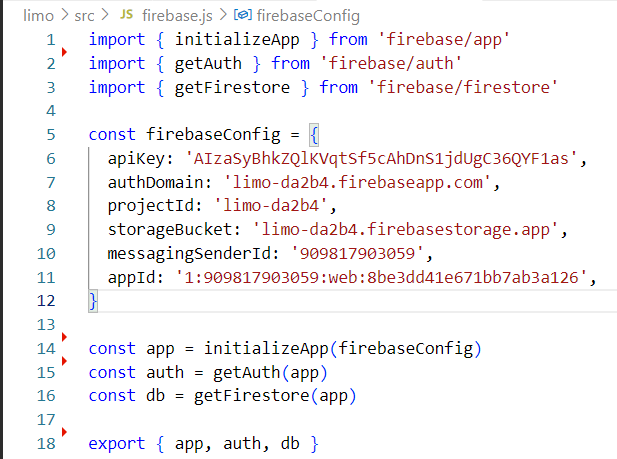 limo > src > JS firebase.js > firebaseConfig
1 import { initializeApp } from 'firebase/app'
2 import { getAuth } from 'firebase/auth'
3 import { getFirestore } from 'firebase/firestore'
4
5 const firebaseConfig = {
6 apiKey: 'AIzaSyBhkZQlKVqtSf5cAhDnS1jdUgC36QYF1as',
7 authDomain: 'limo-da2b4.firebaseapp.com',
8 projectId: 'limo-da2b4',
9 storageBucket: 'limo-da2b4.firebasestorage.app',
10 messagingSenderId: '909817903059',
11 appId: '1:909817903059:web:8be3dd41e671bb7ab3a126',
12 }
13
14 const app = initializeApp(firebaseConfig)
15 const auth = getAuth(app)
16 const db = getFirestore(app)
17
18 export { app, auth, db }